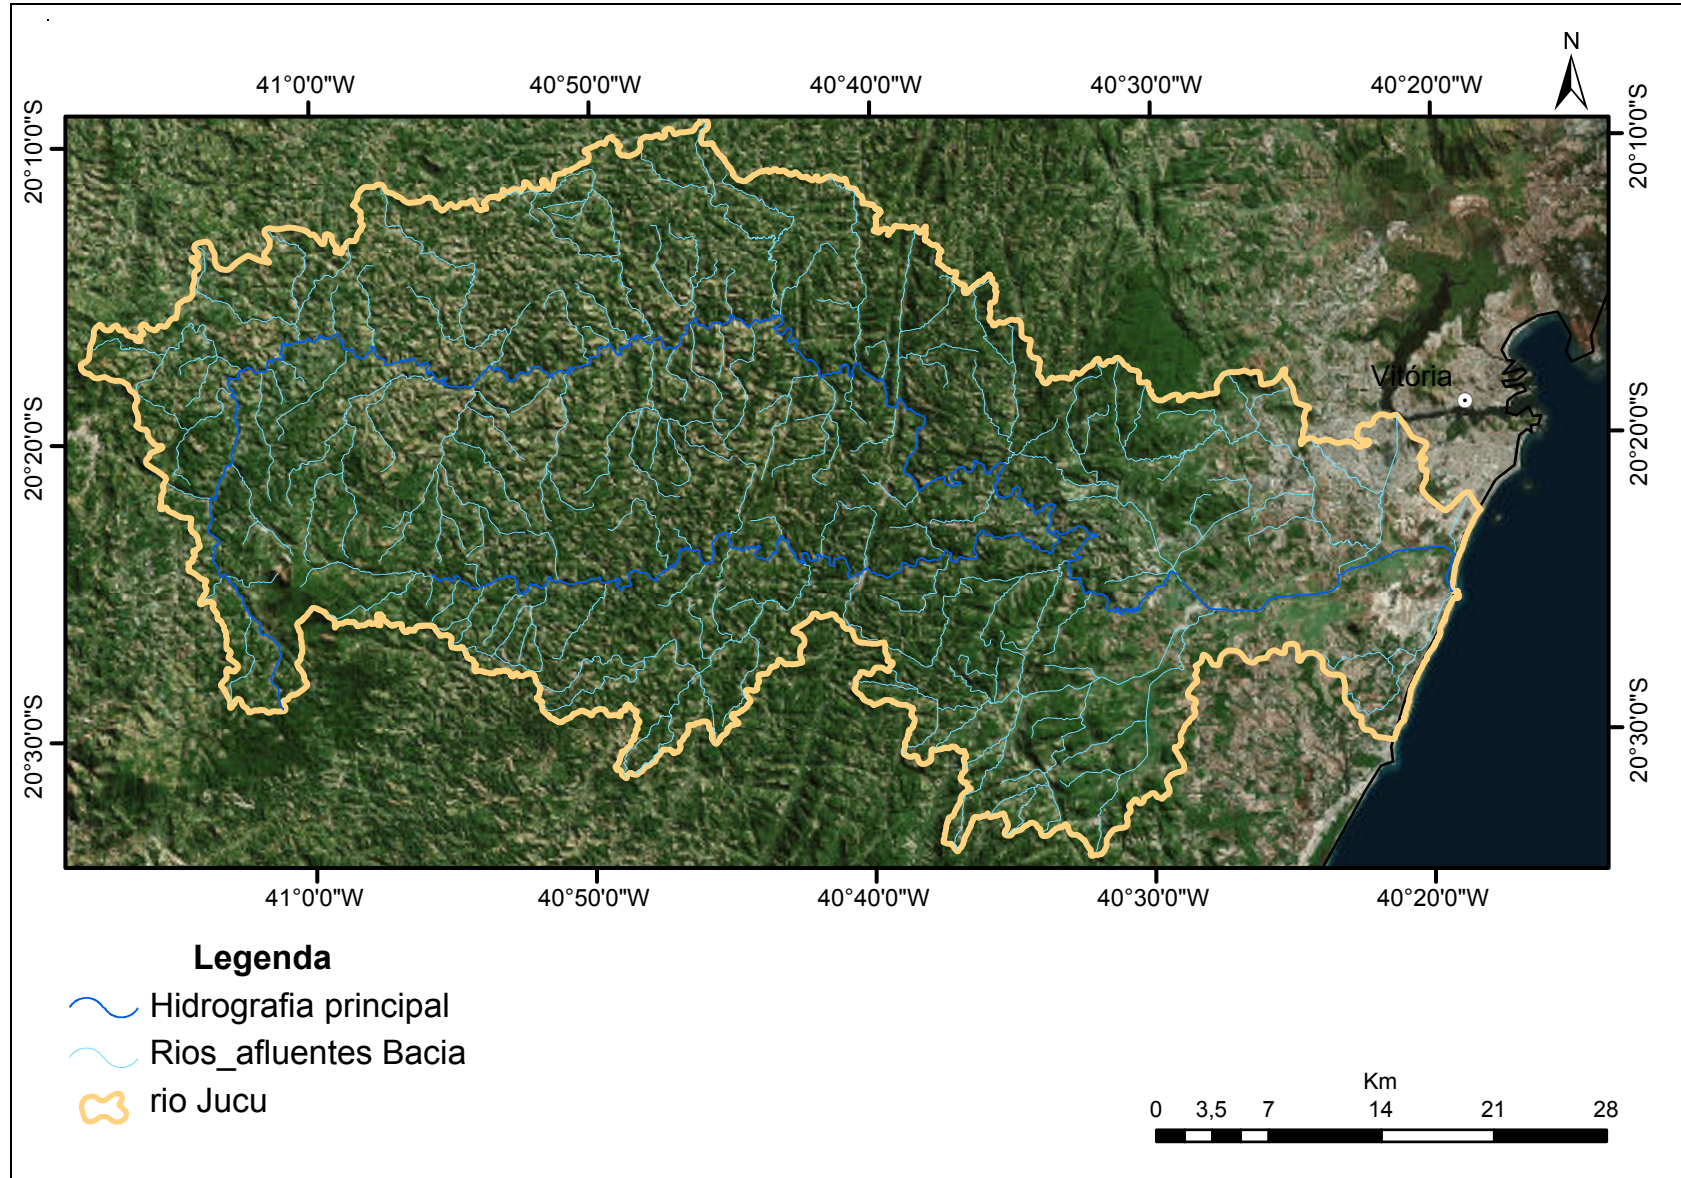 N
41°0'0"W 40°50'0"W 40°40'0"W 40°30'0"W 40°20'0"W
20°10'0"S 20°10'0"S
Vitória
20°20'0"S 20°20'0"S
20°30'0"S 20°30'0"S
41°0'0"W 40°50'0"W 40°40'0"W 40°30'0"W 40°20'0"W
Legenda
Hidrografia principal
Rios_afluentes Bacia
rio Jucu
Km
0 3,5 7 14 21 28